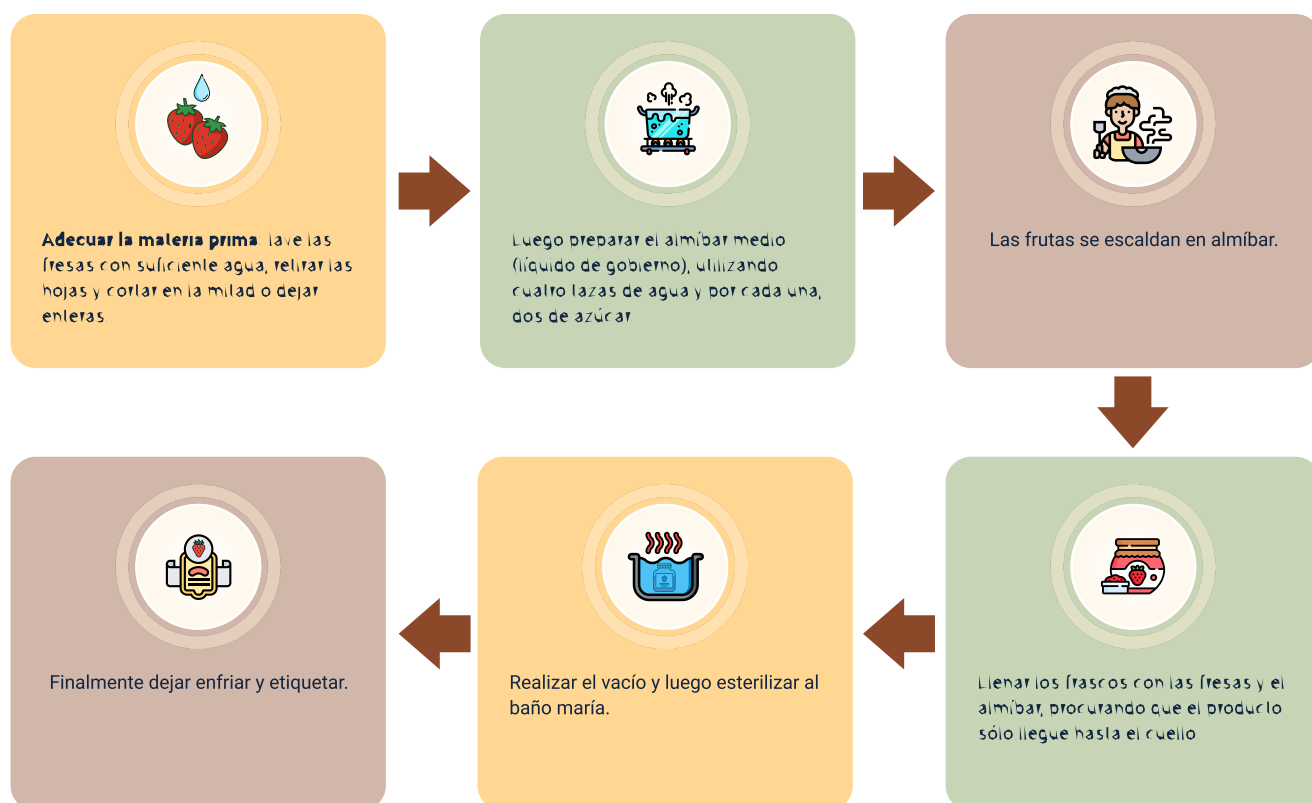 Adecuar la materia prima lave las
fresas con suficiente agua, retirar las
hojas y cortar en la mitad o dejar
enteras
Luego preparar el almíbar medio
(líquido de gobierno), utilizando
cuatro tazas de agua y por cada una,
dos de azúcar
Las frutas se escaldan en almíbar.
Llenar los frascos con las fresas y el
almíbar, procurando que el producto
sólo llegue hasta el cuello
Realizar el vacío y luego esterilizar al
baño maría.
Finalmente dejar enfriar y etiquetar.